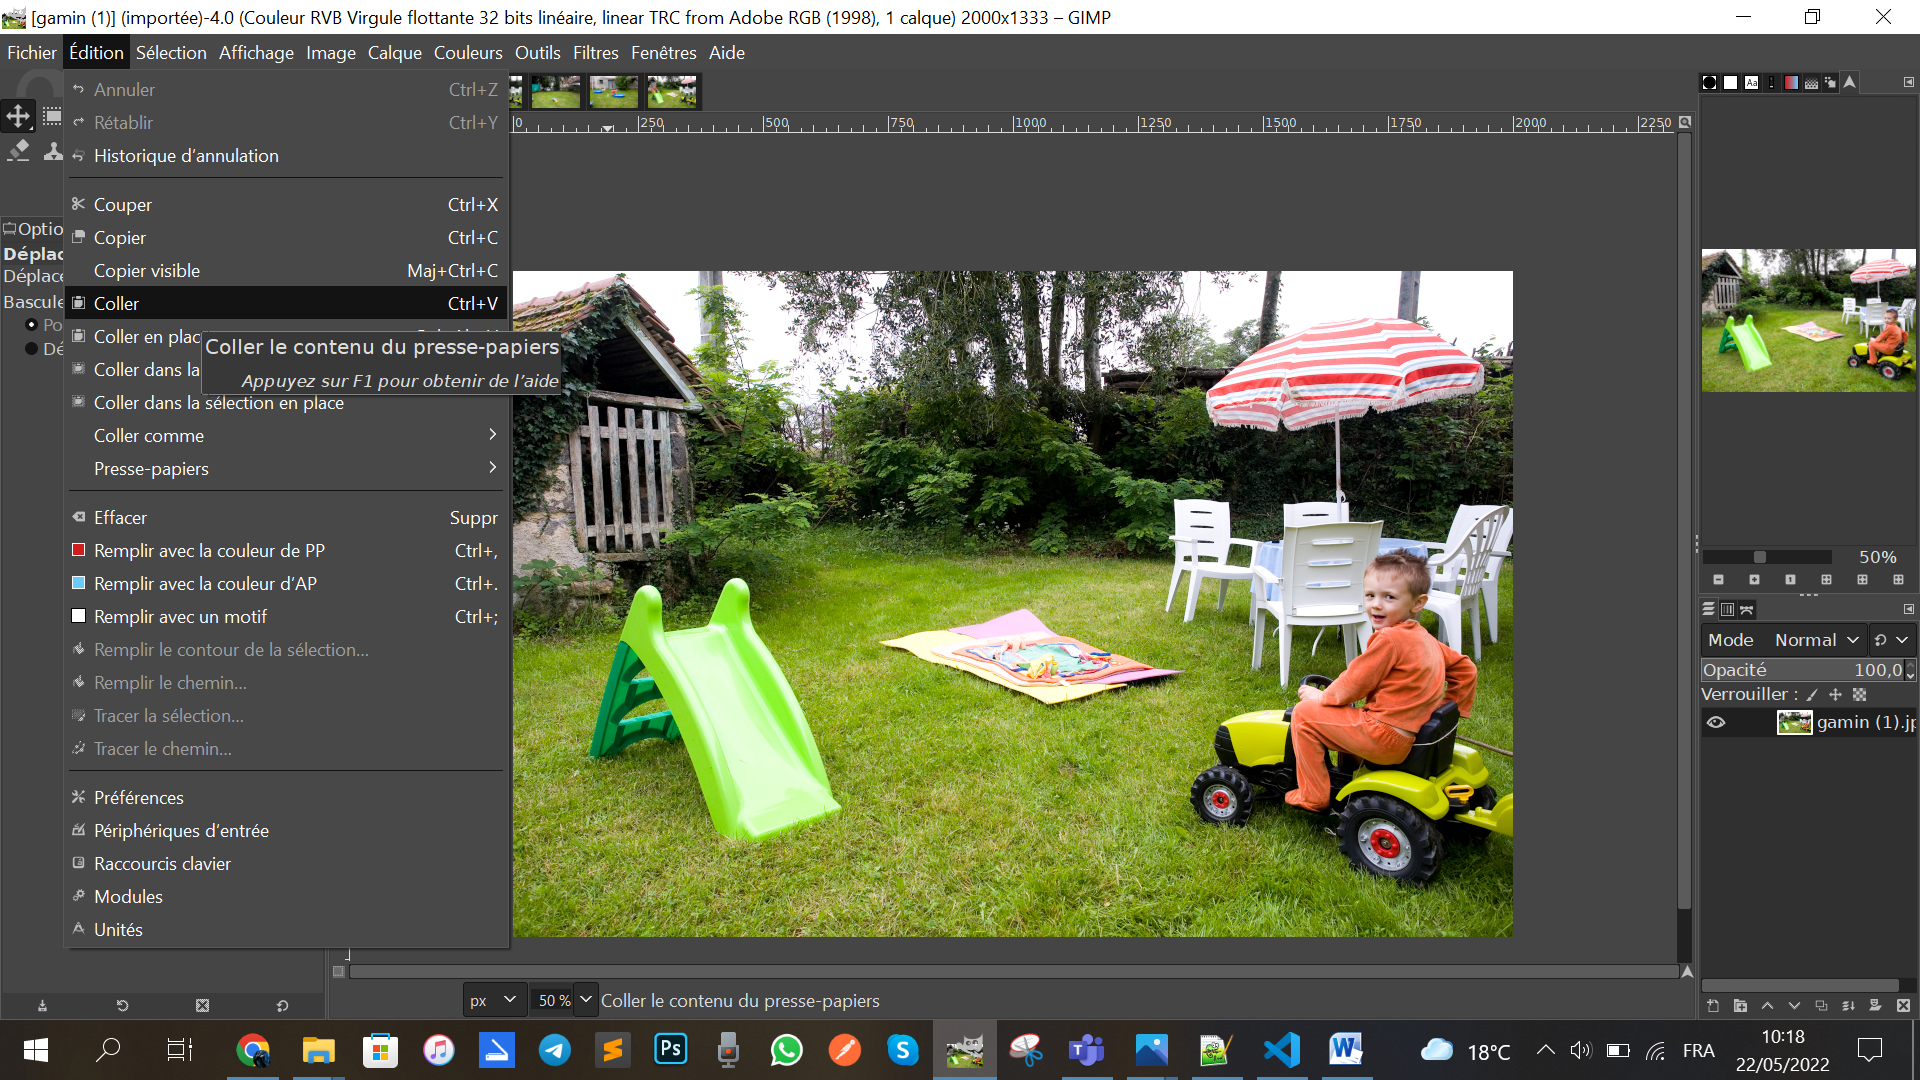 [gamin (1)] (importée)-4.0 (Couleur RVB Virgule flottante 32 bits linéaire, linear TRC from Adobe RGB (1998), 1 calque) 2000x1333 – GIMP
Fichier Édition Sélection Affichage Image Calque Couleurs Outils Filtres Fenêtres Aide
Annuler Ctrl+Z
Rétablir Ctrl+Y
Historique d'annulation
Couper Ctrl+X
Copier Ctrl+C
Copier visible Maj+Ctrl+C
Coller Ctrl+V
Coller en plac
Coller dans la
Coller dans la sélection en place
Coller comme
Presse-papiers
Effacer Suppr
Remplir avec la couleur de PP Ctrl+,
Remplir avec la couleur d'AP Ctrl+.
Remplir avec un motif Ctrl+;
Remplir le contour de la sélection...
Remplir le chemin...
Tracer la sélection...
Tracer le chemin...
Préférences
Périphériques d'entrée
Raccourcis clavier
Modules
Unités
Coller le contenu du presse-papiers
Appuyez sur F1 pour obtenir de l'aide
Optio
Déplac
Déplace
Bascule
Po
Dé
0 250 500 750 1000 1250 1500 1750 2000 2250
Aa
50%
Mode Normal
Opacité 100,0
Verrouiller :
gamin (1).jp
px 50 % Coller le contenu du presse-papiers
Ps
18°C FRA 10:18
22/05/2022